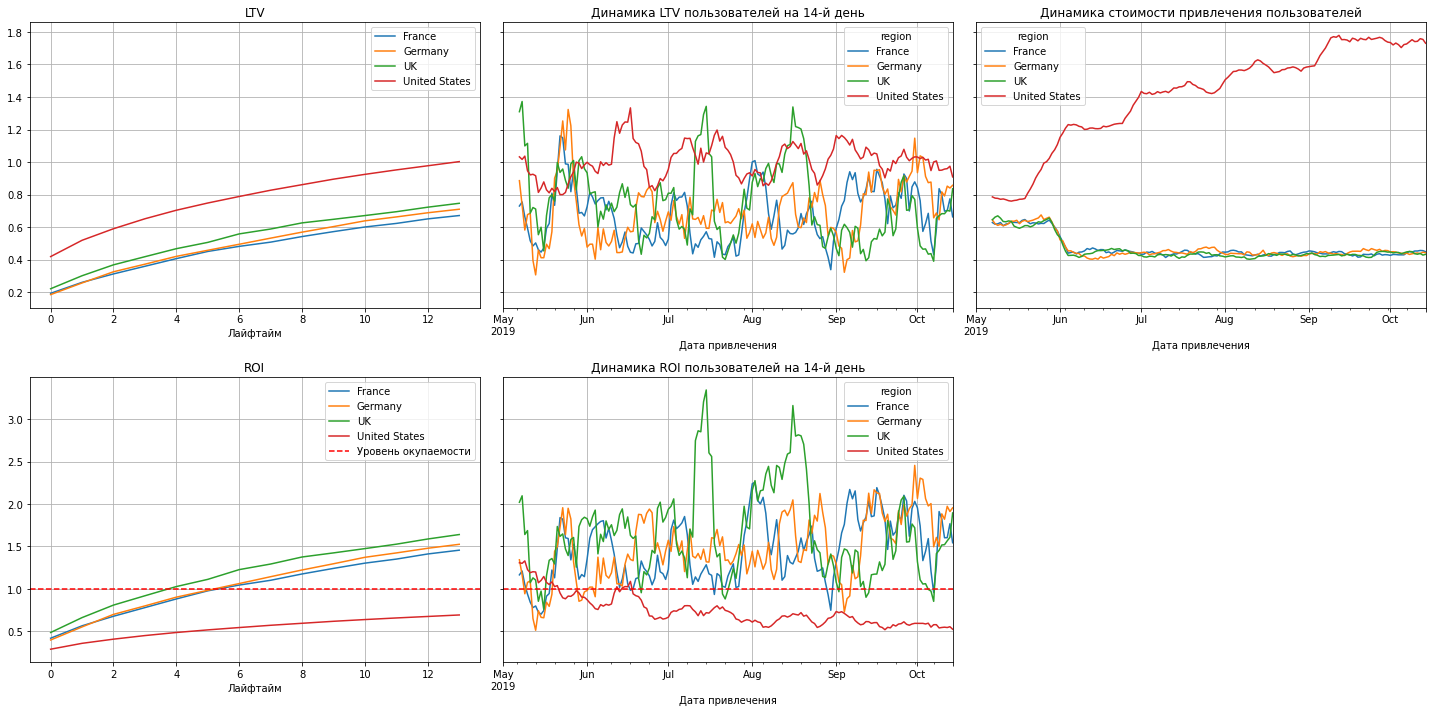 LTV
1.8
1.6
1.4
1.2
1.0
0.8
0.6
0.4
0.2
France
Germany
UK
United States
0 2 4 6 8 10 12
Лайфтайм
Динамика LTV пользователей на 14-й день
region
France
Germany
UK
United States
May Jun Jul Aug Sep Oct
2019
Дата привлечения
Динамика стоимости привлечения пользователей
region
France
Germany
UK
United States
May Jun Jul Aug Sep Oct
2019
Дата привлечения
ROI
3.0
2.5
2.0
1.5
1.0
0.5
France
Germany
UK
United States
Уровень окупаемости
0 2 4 6 8 10 12
Лайфтайм
Динамика ROI пользователей на 14-й день
region
France
Germany
UK
United States
May Jun Jul Aug Sep Oct
2019
Дата привлечения